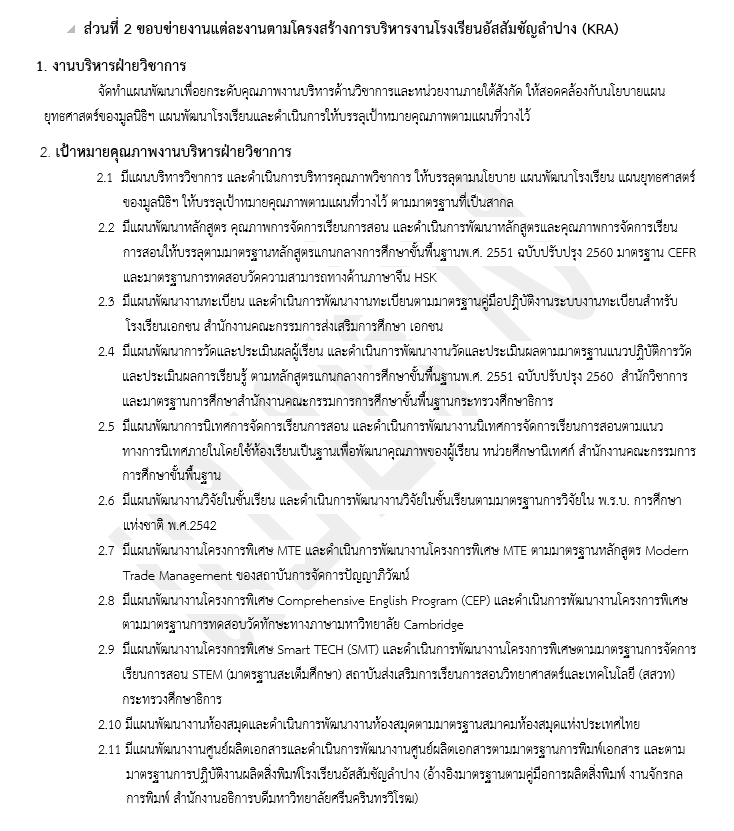 ส่วนที่ 2 ขอบข่ายงานแต่ละงานตามโครงสร้างการบริหารงานโรงเรียนอัสสัมชัญลำปาง (KRA)
1. งานบริหารฝ่ายวิชาการ
จัดทำแผนพัฒนาเพื่อยกระดับคุณภาพงานบริหารด้านวิชาการและหน่วยงานภายใต้สังกัด ให้สอดคล้องกับนโยบายแผน
ยุทธศาสตร์ของมูลนิธิฯ แผนพัฒนาโรงเรียนและดำเนินการให้บรรลุเป้าหมายคุณภาพตามแผนที่วางไว้
2. เป้าหมายคุณภาพงานบริหารฝ่ายวิชาการ
2.1 มีแผนบริหารวิชาการ และดำเนินการบริหารคุณภาพวิชาการ ให้บรรลุตามนโยบาย แผนพัฒนาโรงเรียน แผนยุทธศาสตร์
ของมูลนิธิฯ ให้บรรลุเป้าหมายคุณภาพตามแผนที่วางไว้ ตามมาตรฐานที่เป็นสากล
2.2 มีแผนพัฒนาหลักสูตร คุณภาพการจัดการเรียนการสอน และดำเนินการพัฒนาหลักสูตรและคุณภาพการจัดการเรียน
การสอนให้บรรลุตามมาตรฐานหลักสูตรแกนกลางการศึกษาขั้นพื้นฐานพ.ศ. 2551 ฉบับปรับปรุง 2560 มาตรฐาน CEFR
และมาตรฐานการทดสอบวัดความสามารถทางด้านภาษาจีน HSK
2.3 มีแผนพัฒนางานทะเบียน และดำเนินการพัฒนางานทะเบียนตามมาตรฐานคู่มือปฏิบัติงานระบบงานทะเบียนสำหรับ
โรงเรียนเอกชน สำนักงานคณะกรรมการส่งเสริมการศึกษา เอกชน
2.4 มีแผนพัฒนาการวัดและประเมินผลผู้เรียน และดำเนินการพัฒนางานวัดและประเมินผลตามมาตรฐานแนวปฏิบัติการวัด
และประเมินผลการเรียนรู้ ตามหลักสูตรแกนกลางการศึกษาขั้นพื้นฐานพ.ศ. 2551 ฉบับปรับปรุง 2560 สำนักวิชาการ
และมาตรฐานการศึกษาสำนักงานคณะกรรมการการศึกษาขั้นพื้นฐานกระทรวงศึกษาธิการ
2.5 มีแผนพัฒนาการนิเทศการจัดการเรียนการสอน และดำเนินการพัฒนางานนิเทศการจัดการเรียนการสอนตามแนว
ทางการนิเทศภายในโดยใช้ห้องเรียนเป็นฐานเพื่อพัฒนาคุณภาพของผู้เรียน หน่วยศึกษานิเทศก์ สำนักงานคณะกรรมการ
การศึกษาขั้นพื้นฐาน
2.6 มีแผนพัฒนางานวิจัยในชั้นเรียน และดำเนินการพัฒนางานวิจัยในชั้นเรียนตามมาตรฐานการวิจัยใน พ.ร.บ. การศึกษา
แห่งชาติ พ.ศ.2542
2.7 มีแผนพัฒนางานโครงการพิเศษ MTE และดำเนินการพัฒนางานโครงการพิเศษ MTE ตามมาตรฐานหลักสูตร Modern
Trade Management ของสถาบันการจัดการปัญญาภิวัฒน์
2.8 มีแผนพัฒนางานโครงการพิเศษ Comprehensive English Program (CEP) และดำเนินการพัฒนางานโครงการพิเศษ
ตามมาตรฐานการทดสอบวัดทักษะทางภาษามหาวิทยาลัย Cambridge
2.9 มีแผนพัฒนางานโครงการพิเศษ Smart TECH (SMT) และดำเนินการพัฒนางานโครงการพิเศษตามมาตรฐานการจัดการ
เรียนการสอน STEM (มาตรฐานสะเต็มศึกษา) สถาบันส่งเสริมการเรียนการสอนวิทยาศาสตร์และเทคโนโลยี (สสวท)
กระทรวงศึกษาธิการ
2.10 มีแผนพัฒนางานห้องสมุดและดำเนินการพัฒนางานห้องสมุดตามมาตรฐานสมาคมห้องสมุดแห่งประเทศไทย
2.11 มีแผนพัฒนางานศูนย์ผลิตเอกสารและดำเนินการพัฒนางานศูนย์ผลิตเอกสารตามมาตรฐานการพิมพ์เอกสาร และตาม
มาตรฐานการปฏิบัติงานผลิตสิ่งพิมพ์โรงเรียนอัสสัมชัญลำปาง (อ้างอิงมาตรฐานตามคู่มือการผลิตสิ่งพิมพ์ งานจักรกล
การพิมพ์ สำนักงานอธิการบดีมหาวิทยาลัยศรีนครินทรวิโรฒ)